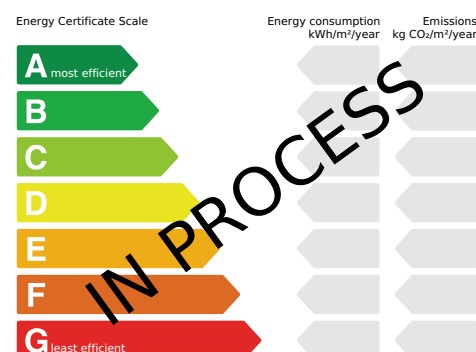 Energy Certificate Scale
Energy consumption
kWh/m²/year
Emissions
kg CO₂/m²/year
A most efficient
B
C
D
E
F
G least efficient
IN PROCESS